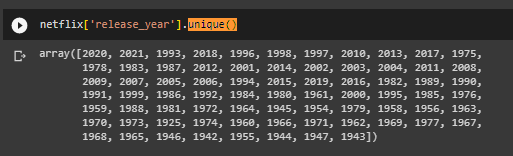 netflix['release_year'].unique()
array([2020, 2021, 1993, 2018, 1996, 1998, 1997, 2010, 2013, 2017, 1975,
1978, 1983, 1987, 2012, 2001, 2014, 2002, 2003, 2004, 2011, 2008,
2009, 2007, 2005, 2006, 1994, 2015, 2019, 2016, 1982, 1989, 1990,
1991, 1999, 1986, 1992, 1984, 1980, 1961, 2000, 1995, 1985, 1976,
1959, 1988, 1981, 1972, 1964, 1945, 1954, 1979, 1958, 1956, 1963,
1970, 1973, 1925, 1974, 1960, 1966, 1971, 1962, 1969, 1977, 1967,
1968, 1965, 1946, 1942, 1955, 1944, 1947, 1943])